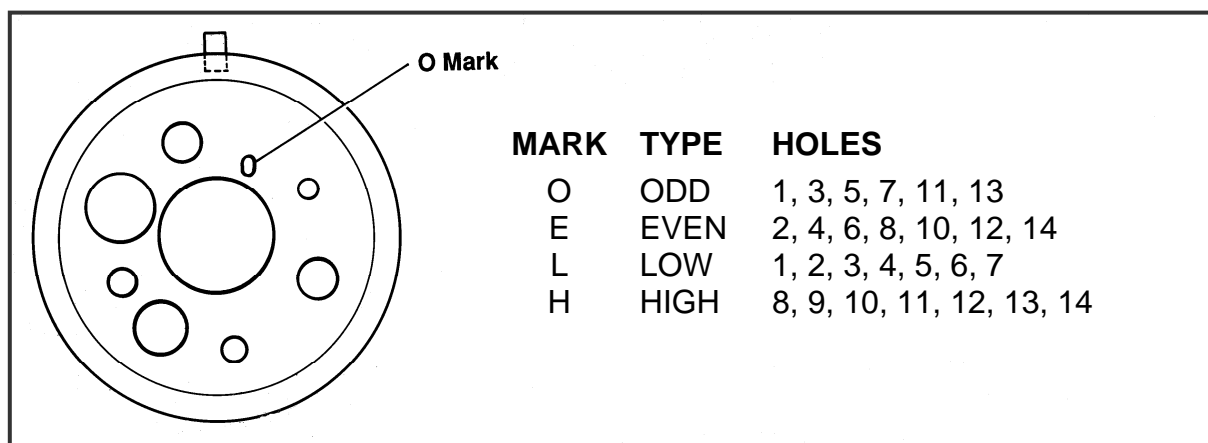 O Mark
O
MARK TYPE HOLES
O ODD 1, 3, 5, 7, 11, 13
E EVEN 2, 4, 6, 8, 10, 12, 14
L LOW 1, 2, 3, 4, 5, 6, 7
H HIGH 8, 9, 10, 11, 12, 13, 14